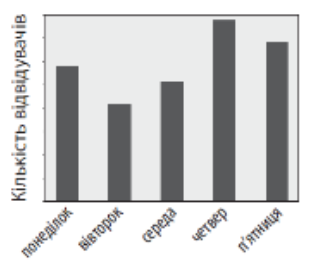 Кількість відвідувачів
понеділок
вівторок
середа
четвер
п'ятниця